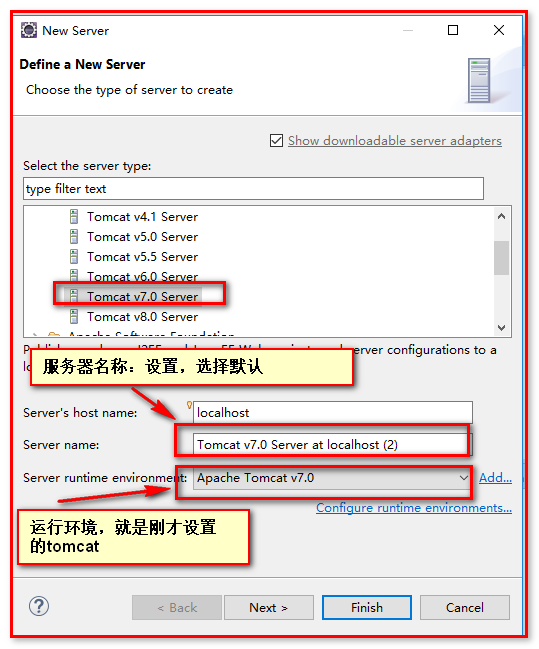 New Server
Define a New Server
Choose the type of server to create
Show downloadable server adapters
Select the server type:
type filter text
Tomcat v4.1 Server
Tomcat v5.0 Server
Tomcat v5.5 Server
Tomcat v6.0 Server
Tomcat v7.0 Server
Tomcat v8.0 Server
Apache Software Foundation
server configurations to a
服务器名称：设置，选择默认
Server's host name:
localhost
Server name:
Tomcat v7.0 Server at localhost (2)
Server runtime environment:
Apache Tomcat v7.0
Add...
Configure runtime environments...
运行环境，就是刚才设置
的tomcat
?
< Back
Next >
Finish
Cancel